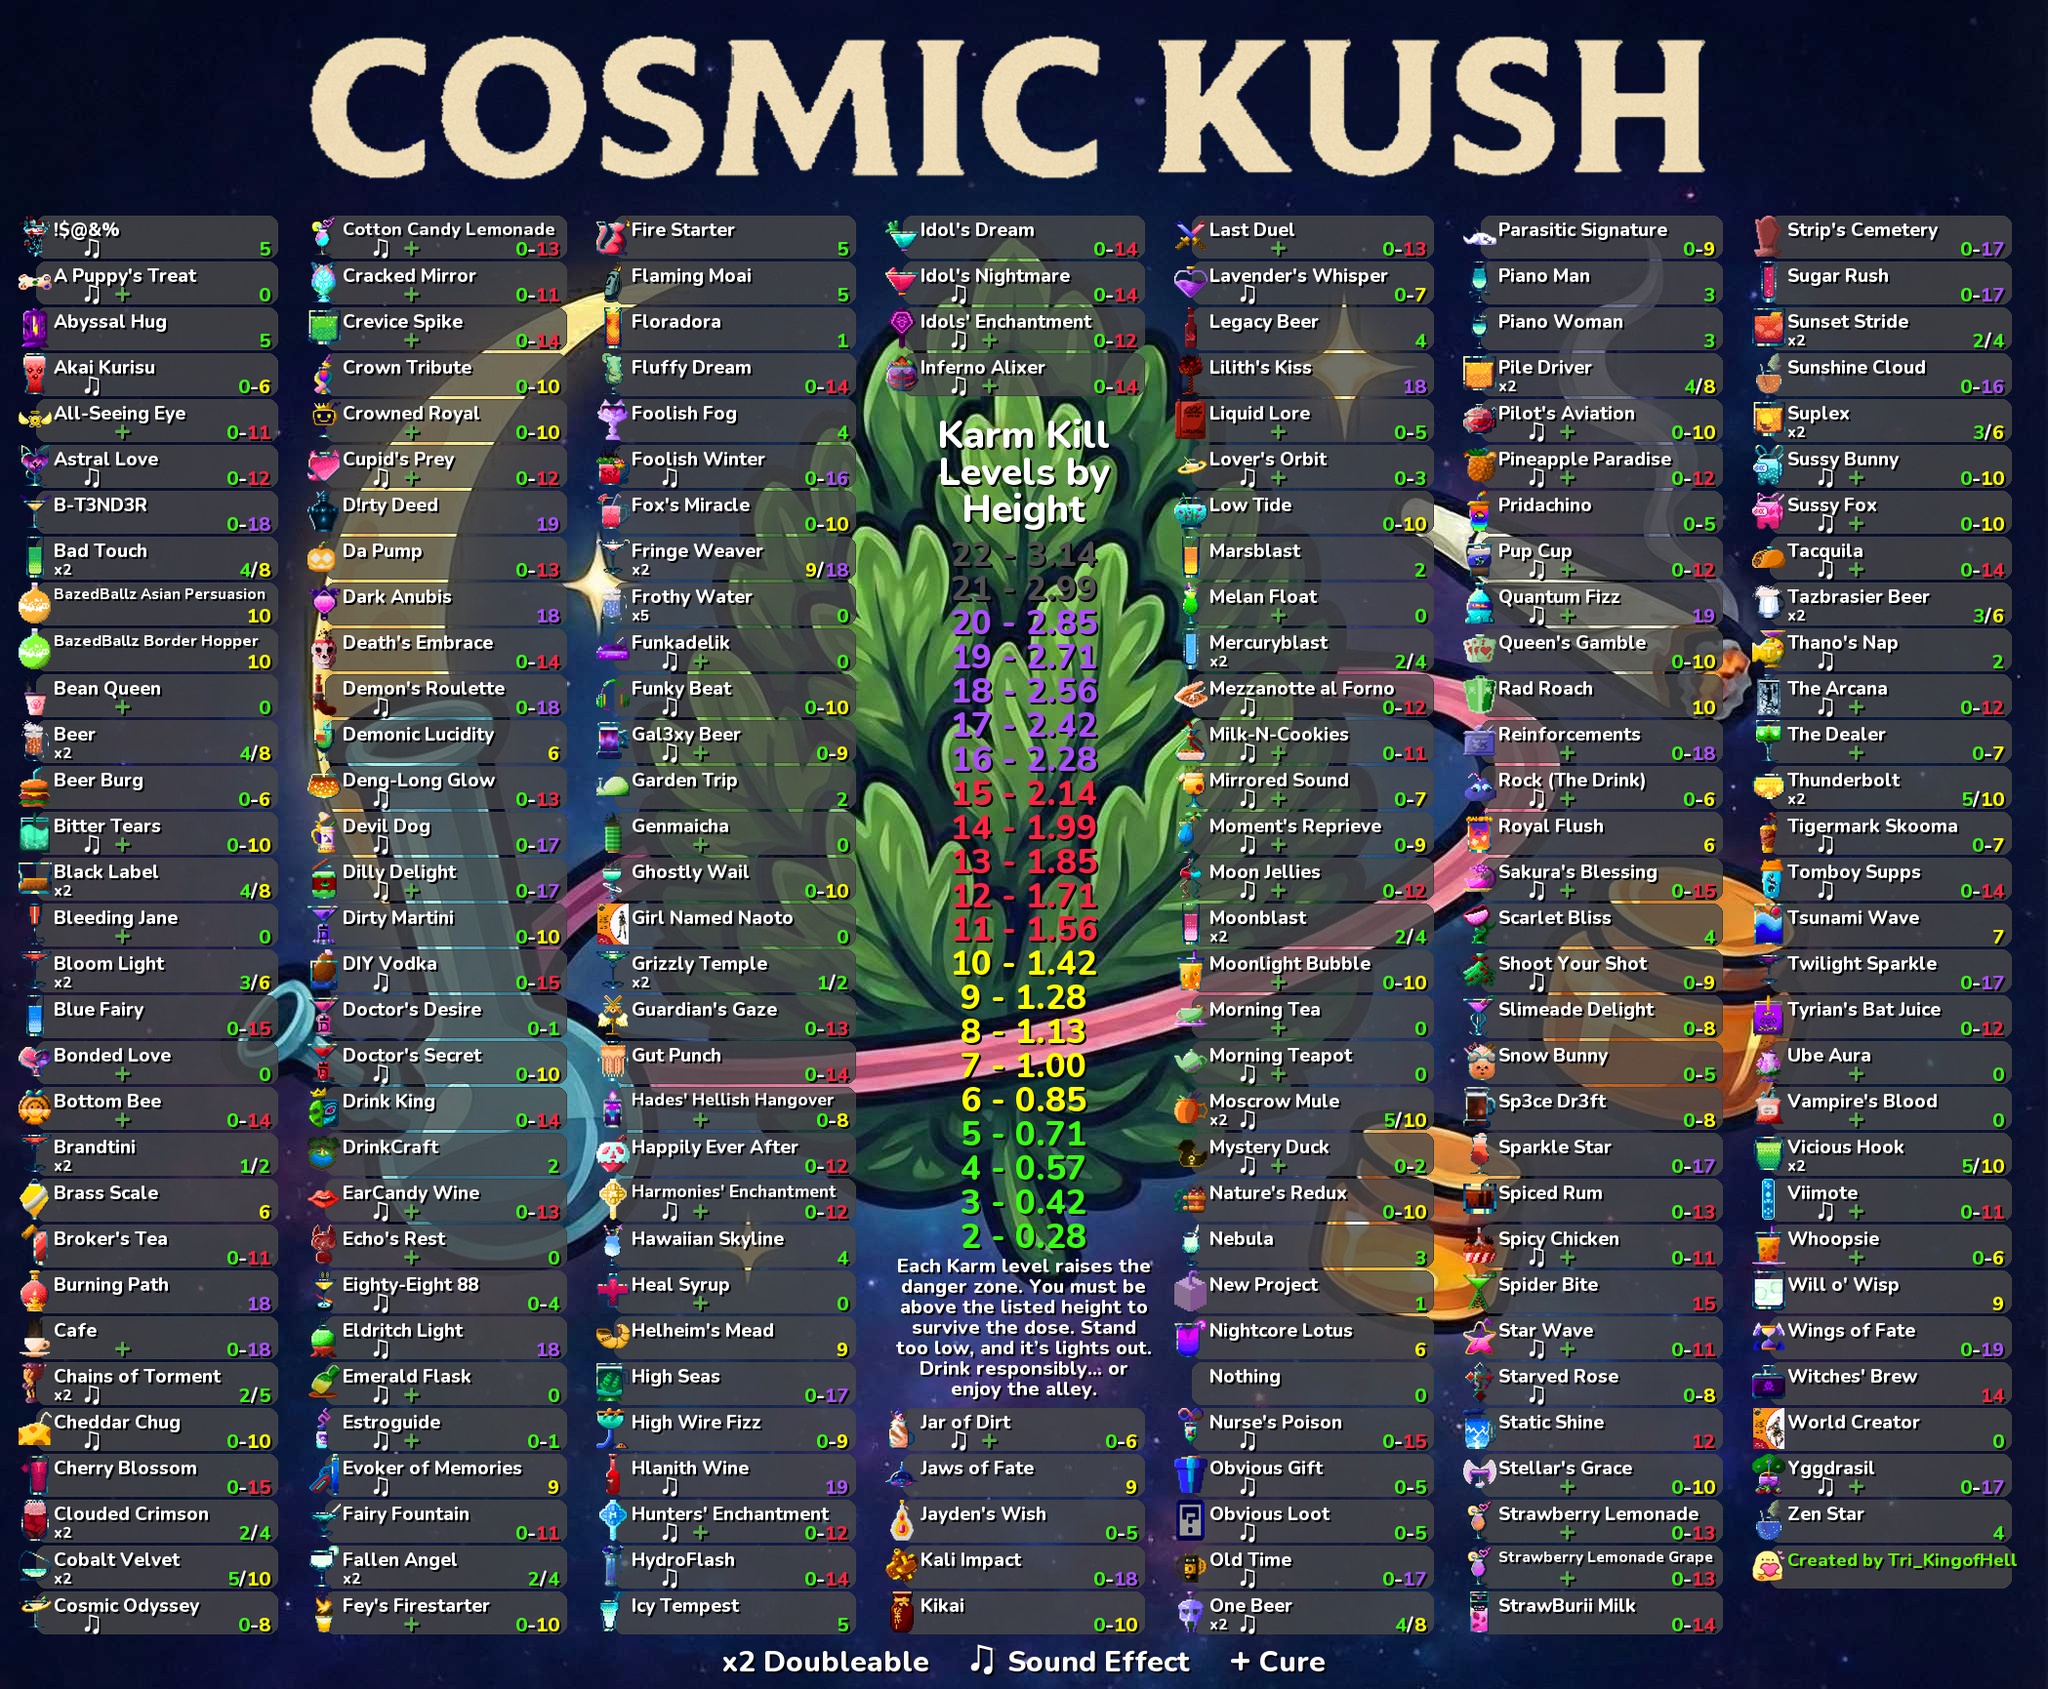 COSMIC KUSH
!$@&%
♫ 5
A Puppy's Treat
♫ + 0
Abyssal Hug
5
Akai Kurisu
♫ 0-6
All-Seeing Eye
+ 0-11
Astral Love
♫ 0-12
B-T3ND3R
0-18
Bad Touch
x2 4/8
BazedBallz Asian Persuasion
10
BazedBallz Border Hopper
10
Bean Queen
+ 0
Beer
x2 4/8
Beer Burg
0-6
Bitter Tears
♫ + 0-10
Black Label
x2 4/8
Bleeding Jane
+ 0
Bloom Light
x2 3/6
Blue Fairy
0-15
Bonded Love
+ 0
Bottom Bee
+ 0-14
Brandtini
x2 1/2
Brass Scale
6
Broker's Tea
0-11
Burning Path
18
Cafe
+ 0-18
Chains of Torment
x2 ♫ 2/5
Cheddar Chug
♫ 0-10
Cherry Blossom
0-15
Clouded Crimson
x2 2/4
Cobalt Velvet
x2 5/10
Cosmic Odyssey
♫ 0-8
Cotton Candy Lemonade
♫ + 0-13
Cracked Mirror
+ 0-11
Crevice Spike
+ 0-14
Crown Tribute
0-10
Crowned Royal
+ 0-10
Cupid's Prey
♫ + 0-12
D!rty Deed
19
Da Pump
0-13
Dark Anubis
18
Death's Embrace
0-14
Demon's Roulette
♫ 0-18
Demonic Lucidity
6
Deng-Long Glow
♫ 0-13
Devil Dog
♫ 0-17
Dilly Delight
♫ + 0-17
Dirty Martini
0-10
DIY Vodka
♫ 0-15
Doctor's Desire
0-1
Doctor's Secret
♫ 0-10
Drink King
0-14
DrinkCraft
2
EarCandy Wine
♫ + 0-13
Echo's Rest
+ 0
Eighty-Eight 88
♫ 0-4
Eldritch Light
♫ 18
Emerald Flask
♫ + 0
Estroguide
♫ + 0-1
Evoker of Memories
♫ 9
Fairy Fountain
0-11
Fallen Angel
x2 2/4
Fey's Firestarter
+ 0-10
Fire Starter
5
Flaming Moai
5
Floradora
1
Fluffy Dream
0-14
Foolish Fog
4
Foolish Winter
♫ 0-16
Fox's Miracle
0-10
Fringe Weaver
x2 9/18
Frothy Water
x5 0
Funkadelik
♫ + 0
Funky Beat
♫ 0-10
Gal3xy Beer
♫ + 0-9
Garden Trip
2
Genmaicha
+ 0
Ghostly Wail
0-10
Girl Named Naoto
0
Grizzly Temple
x2 1/2
Guardian's Gaze
0-13
Gut Punch
0-14
Hades' Hellish Hangover
+ 0-8
Happily Ever After
0-12
Harmonies' Enchantment
♫ + 0-12
Hawaiian Skyline
4
Heal Syrup
+ 0
Helheim's Mead
9
High Seas
0-17
High Wire Fizz
0-9
Hlanith Wine
19
Hunters' Enchantment
♫ + 0-12
HydroFlash
♫ 0-14
Icy Tempest
5
Idol's Dream
0-14
Idol's Nightmare
♫ 0-14
Idols' Enchantment
♫ + 0-12
Inferno Alixer
♫ + 0-14
Karm Kill
Levels by
Height
22 - 3.14
21 - 2.99
20 - 2.85
19 - 2.71
18 - 2.56
17 - 2.42
16 - 2.28
15 - 2.14
14 - 1.99
13 - 1.85
12 - 1.71
11 - 1.56
10 - 1.42
9 - 1.28
8 - 1.13
7 - 1.00
6 - 0.85
5 - 0.71
4 - 0.57
3 - 0.42
2 - 0.28
Each Karm level raises the
danger zone. You must be
above the listed height to
survive the dose. Stand
too low, and it's lights out.
Drink responsibly... or
enjoy the alley.
Jar of Dirt
♫ + 0-6
Jaws of Fate
9
Jayden's Wish
0-5
Kali Impact
0-18
Kikai
0-10
Last Duel
+ 0-13
Lavender's Whisper
♫ 0-7
Legacy Beer
4
Lilith's Kiss
18
Liquid Lore
+ 0-5
Lover's Orbit
♫ + 0-3
Low Tide
0-10
Marsblast
2
Melan Float
+ 0
Mercuryblast
x2 2/4
Mezzanotte al Forno
♫ 0-12
Milk-N-Cookies
♫ + 0-11
Mirrored Sound
♫ + 0-7
Moment's Reprieve
♫ + 0-9
Moon Jellies
♫ + 0-12
Moonblast
x2 2/4
Moonlight Bubble
+ 0-10
Morning Tea
+ 0
Morning Teapot
♫ + 0
Moscrow Mule
x2 ♫ 5/10
Mystery Duck
♫ + 0-2
Nature's Redux
0-10
Nebula
3
New Project
1
Nightcore Lotus
6
Nothing
0
Nurse's Poison
♫ 0-15
Obvious Gift
♫ 0-5
Obvious Loot
♫ 0-5
Old Time
♫ 0-17
One Beer
x2 ♫ 4/8
Parasitic Signature
0-9
Piano Man
3
Piano Woman
3
Pile Driver
x2 4/8
Pilot's Aviation
♫ + 0-10
Pineapple Paradise
♫ + 0-12
Pridachino
0-5
Pup Cup
♫ + 0-12
Quantum Fizz
♫ + 19
Queen's Gamble
0-10
Rad Roach
10
Reinforcements
+ 0-18
Rock (The Drink)
♫ + 0-6
Royal Flush
6
Sakura's Blessing
♫ + 0-15
Scarlet Bliss
4
Shoot Your Shot
♫ 0-9
Slimeade Delight
0-8
Snow Bunny
0-5
Sp3ce Dr3ft
0-8
Sparkle Star
0-17
Spiced Rum
0-13
Spicy Chicken
♫ + 0-11
Spider Bite
15
Star Wave
♫ + 0-11
Starved Rose
♫ 0-8
Static Shine
12
Stellar's Grace
+ 0-10
Strawberry Lemonade
+ 0-13
Strawberry Lemonade Grape
+ 0-13
StrawBurii Milk
0-14
Strip's Cemetery
0-17
Sugar Rush
0-17
Sunset Stride
x2 2/4
Sunshine Cloud
0-16
Suplex
x2 3/6
Sussy Bunny
♫ + 0-10
Sussy Fox
♫ + 0-10
Tacquila
♫ + 0-14
Tazbrasier Beer
x2 3/6
Thano's Nap
♫ 2
The Arcana
♫ + 0-12
The Dealer
+ 0-7
Thunderbolt
x2 5/10
Tigermark Skooma
♫ 0-7
Tomboy Supps
♫ 0-14
Tsunami Wave
7
Twilight Sparkle
0-17
Tyrian's Bat Juice
0-12
Ube Aura
+ 0
Vampire's Blood
+ 0
Vicious Hook
x2 5/10
Viimote
♫ + 0-11
Whoopsie
+ 0-6
Will o' Wisp
9
Wings of Fate
0-19
Witches' Brew
14
World Creator
0
Yggdrasil
♫ + 0-17
Zen Star
4
Created by Tri_KingofHell
x2 Doubleable ♫ Sound Effect + Cure